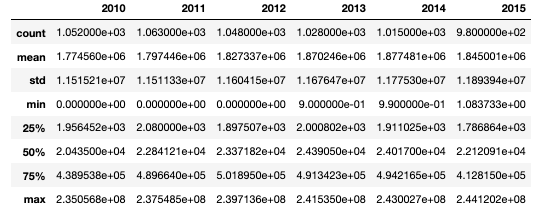 2010 2011 2012 2013 2014 2015
count 1.052000e+03 1.063000e+03 1.048000e+03 1.028000e+03 1.015000e+03 9.800000e+02
mean 1.774560e+06 1.797446e+06 1.827337e+06 1.870246e+06 1.877481e+06 1.845001e+06
std 1.151521e+07 1.151133e+07 1.160415e+07 1.167647e+07 1.177530e+07 1.189394e+07
min 0.000000e+00 0.000000e+00 0.000000e+00 9.000000e-01 9.900000e-01 1.083733e+00
25% 1.956452e+03 2.080000e+03 1.897507e+03 2.000802e+03 1.911025e+03 1.786864e+03
50% 2.043500e+04 2.284121e+04 2.337182e+04 2.439050e+04 2.401700e+04 2.212091e+04
75% 4.389538e+05 4.896640e+05 5.018950e+05 4.913423e+05 4.942165e+05 4.128150e+05
max 2.350568e+08 2.375485e+08 2.397136e+08 2.415350e+08 2.430027e+08 2.441202e+08